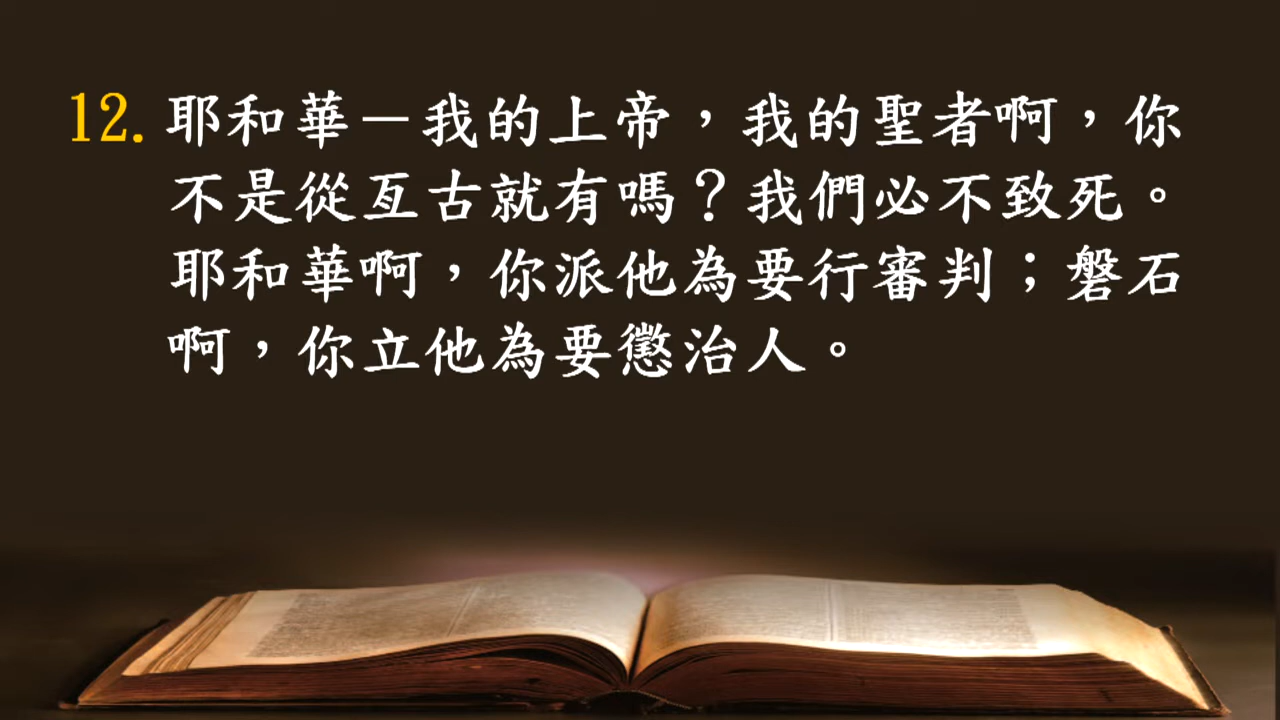 12. 耶和華－我的上帝，我的聖者啊，你
不是從亙古就有嗎？我們必不致死。
耶和華啊，你派他為要行審判；磐石
啊，你立他為要懲治人。